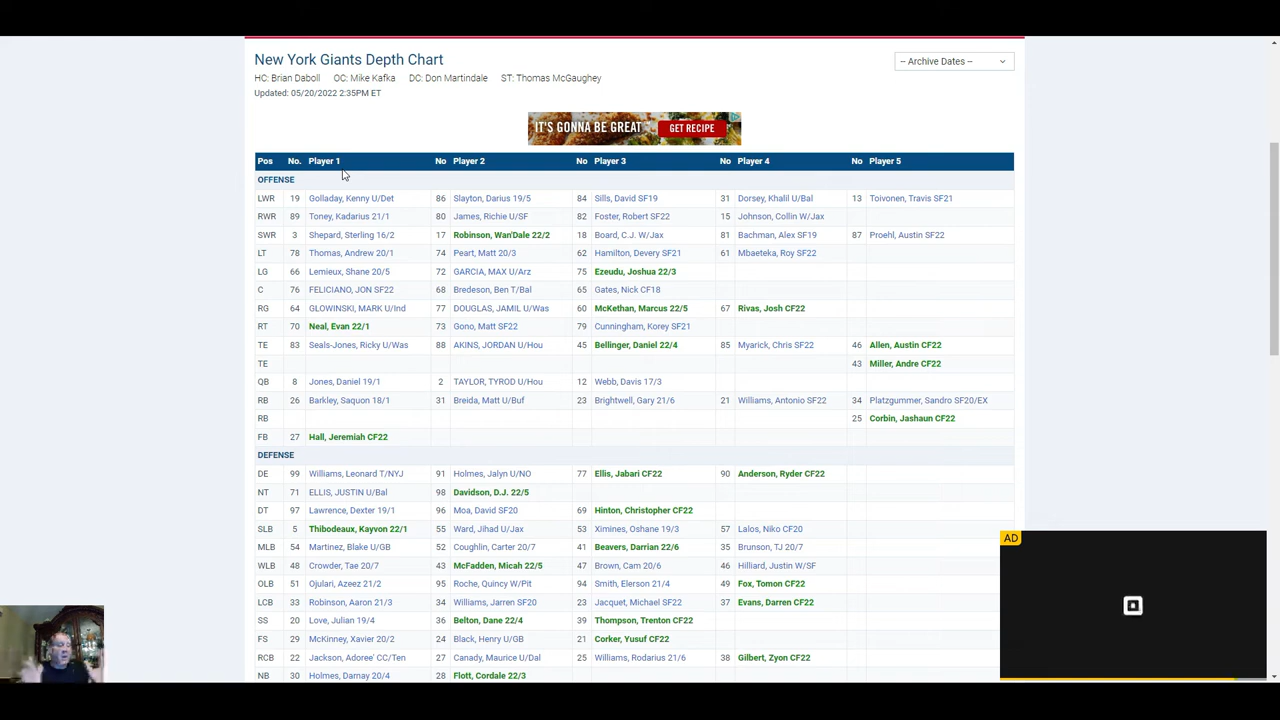 New York Giants Depth Chart
-- Archive Dates --
HC: Brian Daboll OC: Mike Kafka DC: Don Martindale ST: Thomas McGaughey
Updated: 05/20/2022 2:35PM ET
IT'S GONNA BE GREAT GET RECIPE
Pos No. Player 1 No Player 2 No Player 3 No Player 4 No Player 5
OFFENSE
LWR 19 Golladay, Kenny U/Det 86 Slayton, Darius 19/5 84 Sills, David SF19 31 Dorsey, Khalil U/Bal 13 Toivonen, Travis SF21
RWR 89 Toney, Kadarius 21/1 80 James, Richie U/SF 82 Foster, Robert SF22 15 Johnson, Collin W/Jax
SWR 3 Shepard, Sterling 16/2 17 Robinson, Wan'Dale 22/2 18 Board, C.J. W/Jax 81 Bachman, Alex SF19 87 Proehl, Austin SF22
LT 78 Thomas, Andrew 20/1 74 Peart, Matt 20/3 62 Hamilton, Devery SF21 61 Mbaeteka, Roy SF22
LG 66 Lemieux, Shane 20/5 72 GARCIA, MAX U/Arz 75 Ezeudu, Joshua 22/3
C 76 FELICIANO, JON SF22 68 Bredeson, Ben T/Bal 65 Gates, Nick CF18
RG 64 GLOWINSKI, MARK U/Ind 77 DOUGLAS, JAMIL U/Was 60 McKethan, Marcus 22/5 67 Rivas, Josh CF22
RT 70 Neal, Evan 22/1 73 Gono, Matt SF22 79 Cunningham, Korey SF21
TE 83 Seals-Jones, Ricky U/Was 88 AKINS, JORDAN U/Hou 45 Bellinger, Daniel 22/4 85 Myarick, Chris SF22 46 Allen, Austin CF22
TE 43 Miller, Andre CF22
QB 8 Jones, Daniel 19/1 2 TAYLOR, TYROD U/Hou 12 Webb, Davis 17/3
RB 26 Barkley, Saquon 18/1 31 Breida, Matt U/Buf 23 Brightwell, Gary 21/6 21 Williams, Antonio SF22 34 Platzgummer, Sandro SF20/EX
RB 25 Corbin, Jashaun CF22
FB 27 Hall, Jeremiah CF22
DEFENSE
DE 99 Williams, Leonard T/NYJ 91 Holmes, Jalyn U/NO 77 Ellis, Jabari CF22 90 Anderson, Ryder CF22
NT 71 ELLIS, JUSTIN U/Bal 98 Davidson, D.J. 22/5
DT 97 Lawrence, Dexter 19/1 96 Moa, David SF20 69 Hinton, Christopher CF22
SLB 5 Thibodeaux, Kayvon 22/1 55 Ward, Jihad U/Jax 53 Ximines, Oshane 19/3 57 Lalos, Niko CF20
MLB 54 Martinez, Blake U/GB 52 Coughlin, Carter 20/7 41 Beavers, Darrian 22/6 35 Brunson, TJ 20/7
WLB 48 Crowder, Tae 20/7 43 McFadden, Micah 22/5 47 Brown, Cam 20/6 46 Hilliard, Justin W/SF
OLB 51 Ojulari, Azeez 21/2 95 Roche, Quincy W/Pit 94 Smith, Elerson 21/4 49 Fox, Tomon CF22
LCB 33 Robinson, Aaron 21/3 34 Williams, Jarren SF20 23 Jacquet, Michael SF22 37 Evans, Darren CF22
SS 20 Love, Julian 19/4 36 Belton, Dane 22/4 39 Thompson, Trenton CF22
FS 29 McKinney, Xavier 20/2 24 Black, Henry U/GB 21 Corker, Yusuf CF22
RCB 22 Jackson, Adoree' CC/Ten 27 Canady, Maurice U/Dal 25 Williams, Rodarius 21/6 38 Gilbert, Zyon CF22
NB 30 Holmes, Darnay 20/4 28 Flott, Cordale 22/3
AD